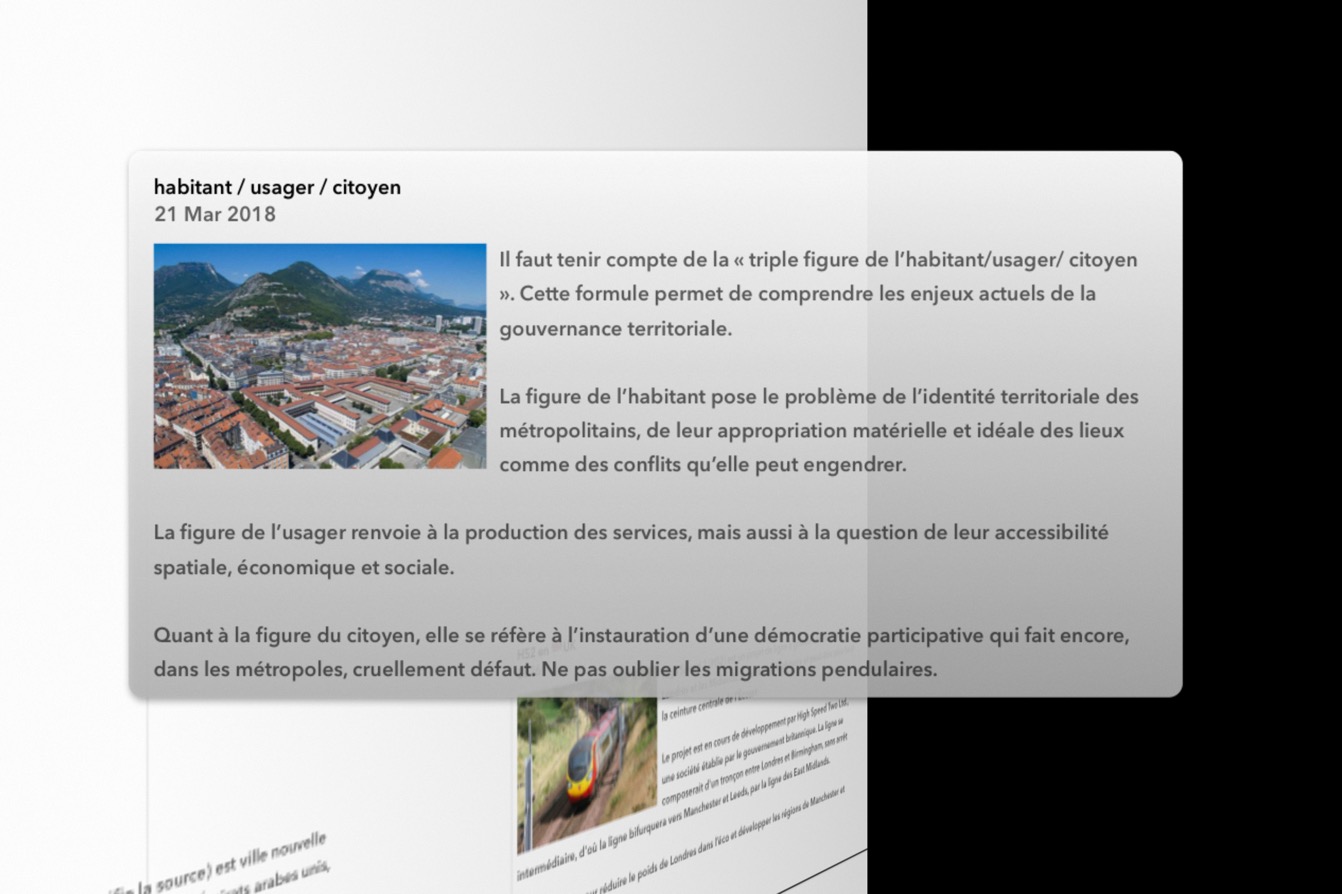 habitant / usager / citoyen
21 Mar 2018
Il faut tenir compte de la « triple figure de l’habitant/usager/ citoyen
». Cette formule permet de comprendre les enjeux actuels de la
gouvernance territoriale.
La figure de l’habitant pose le problème de l’identité territoriale des
métropolitains, de leur appropriation matérielle et idéale des lieux
comme des conflits qu’elle peut engendrer.
La figure de l’usager renvoie à la production des services, mais aussi à la question de leur accessibilité
spatiale, économique et sociale.
Quant à la figure du citoyen, elle se réfère à l’instauration d’une démocratie participative qui fait encore,
dans les métropoles, cruellement défaut. Ne pas oublier les migrations pendulaires.
la ceinture centrale de
Le projet est en cours de développement par High Speed Two Ltd,
une société établie par le gouvernement britannique. La ligne se
composerait d’un tronçon entre Londres et Birmingham, sans arrêt
intermédiaire, d’où la ligne bifurquera vers Manchester et Leeds, par la ligne des East Midlands.
réduire le poids de Londres dans l’éco et développer les régions de Manchester et
la source) est ville nouvelle
arabes unis,